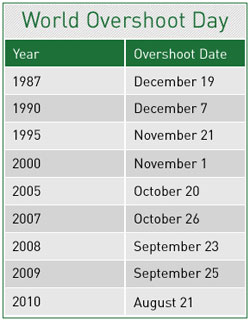 World Overshoot Day
Year Overshoot Date
1987 December 19
1990 December 7
1995 November 21
2000 November 1
2005 October 20
2007 October 26
2008 September 23
2009 September 25
2010 August 21